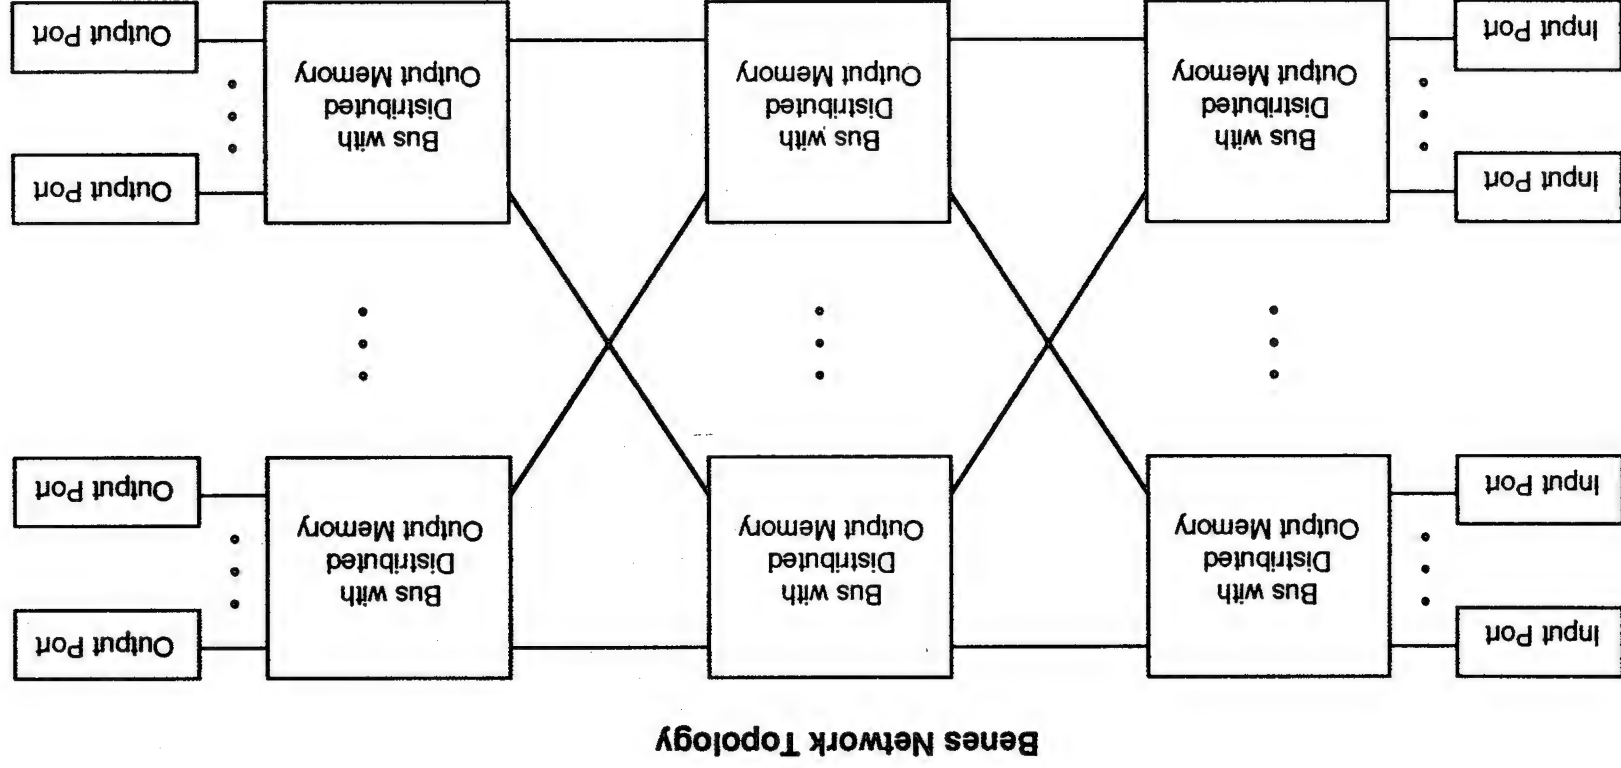 Benes Network Topology
Input Port
Input Port
Bus with
Distributed
Output Memory
Bus with
Distributed
Output Memory
Bus with
Distributed
Output Memory
Output Port
Output Port
Input Port
Input Port
Bus with
Distributed
Output Memory
Bus with
Distributed
Output Memory
Bus with
Distributed
Output Memory
Output Port
Output Port